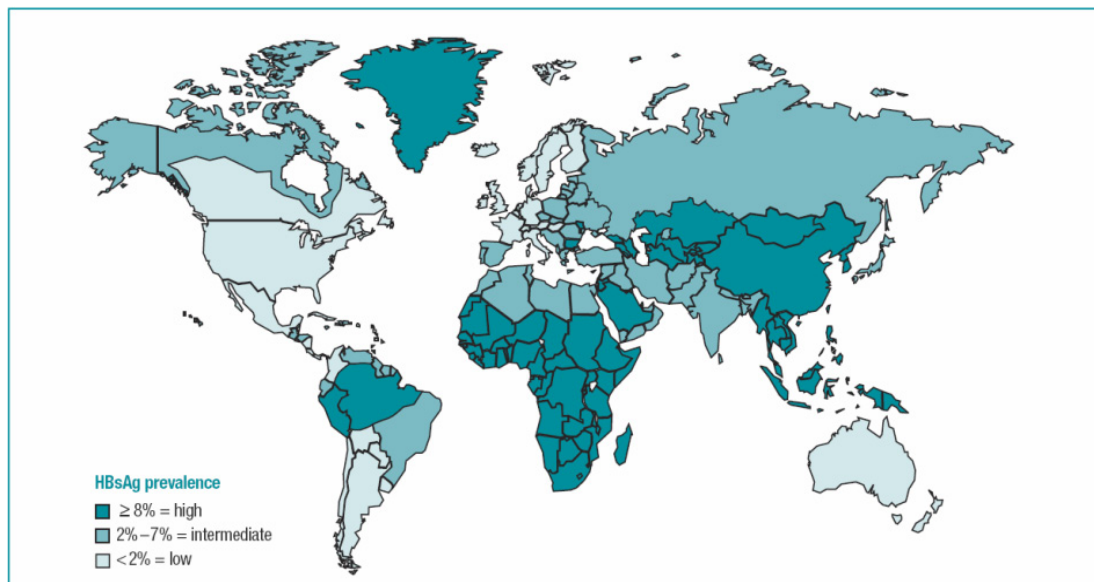 HBsAg prevalence
≥ 8% = high
2%–7% = intermediate
<2% = low